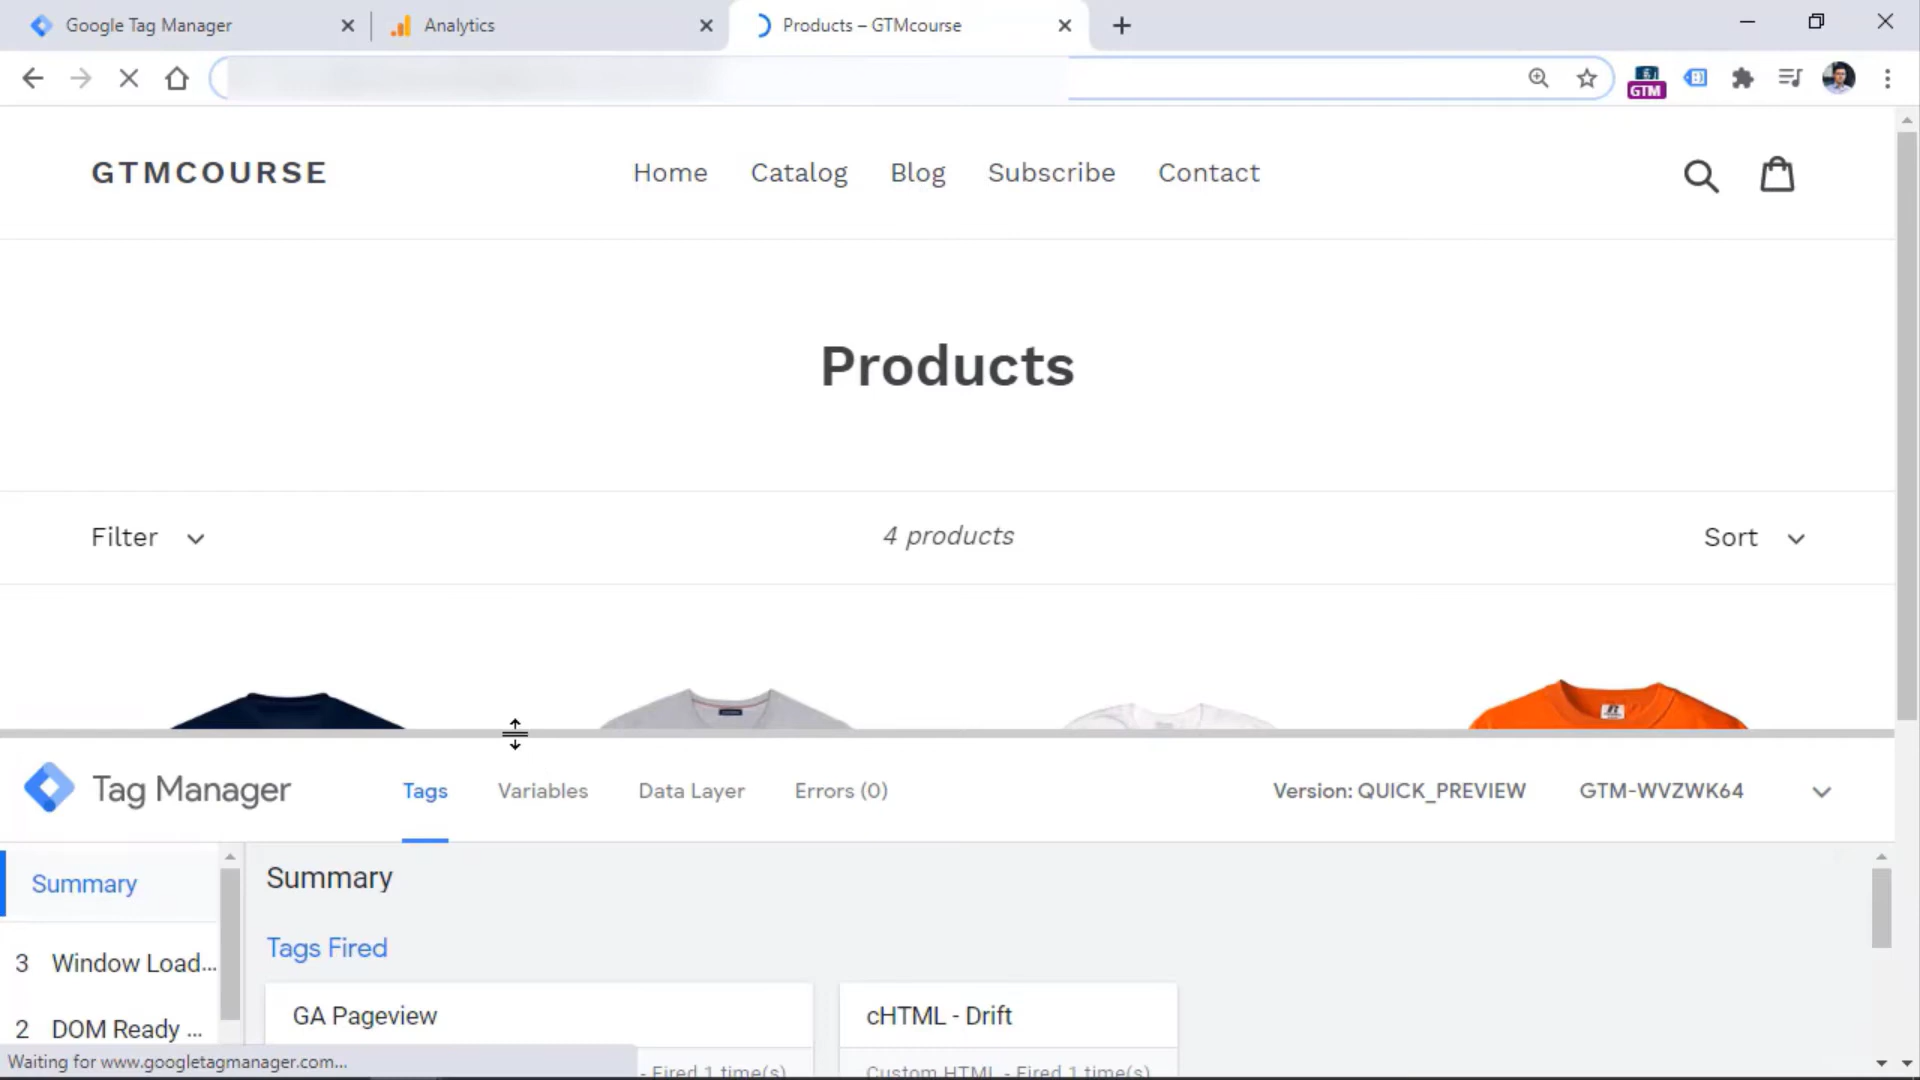 Google Tag Manager
Analytics
Products – GTMcourse
GTM
GTMCOURSE
Home
Catalog
Blog
Subscribe
Contact
Products
Filter
4 products
Sort
Tag Manager
Tags
Variables
Data Layer
Errors (0)
Version: QUICK_PREVIEW
GTM-WVZWK64
Summary
3 Window Load...
2 DOM Ready ...
Summary
Tags Fired
GA Pageview
- Fired 1 time(s)
cHTML - Drift
Custom HTML - Fired 1 time(s)
Waiting for www.googletagmanager.com...